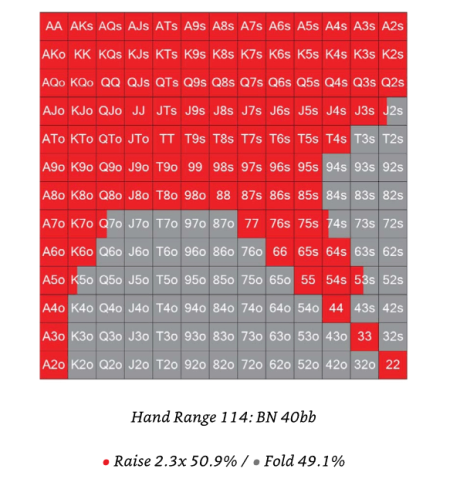 AA AKs AQs AJs ATs A9s A8s A7s A6s A5s A4s A3s A2s
AKo KK KQs KJs KTs K9s K8s K7s K6s K5s K4s K3s K2s
AQo KQo QQ QJs QTs Q9s Q8s Q7s Q6s Q5s Q4s Q3s Q2s
AJo KJo QJo JJ JTs J9s J8s J7s J6s J5s J4s J3s J2s
ATo KTo QTo JTo TT T9s T8s T7s T6s T5s T4s T3s T2s
A9o K9o Q9o J9o T9o 99 98s 97s 96s 95s 94s 93s 92s
A8o K8o Q8o J8o T8o 98o 88 87s 86s 85s 84s 83s 82s
A7o K7o Q7o J7o T7o 97o 87o 77 76s 75s 74s 73s 72s
A6o K6o Q6o J6o T6o 96o 86o 76o 66 65s 64s 63s 62s
A5o K5o Q5o J5o T5o 95o 85o 75o 65o 55 54s 53s 52s
A4o K4o Q4o J4o T4o 94o 84o 74o 64o 54o 44 43s 42s
A3o K3o Q3o J3o T3o 93o 83o 73o 63o 53o 43o 33 32s
A2o K2o Q2o J2o T2o 92o 82o 72o 62o 52o 42o 32o 22
Hand Range 114: BN 40bb
Raise 2.3x 50.9% / Fold 49.1%